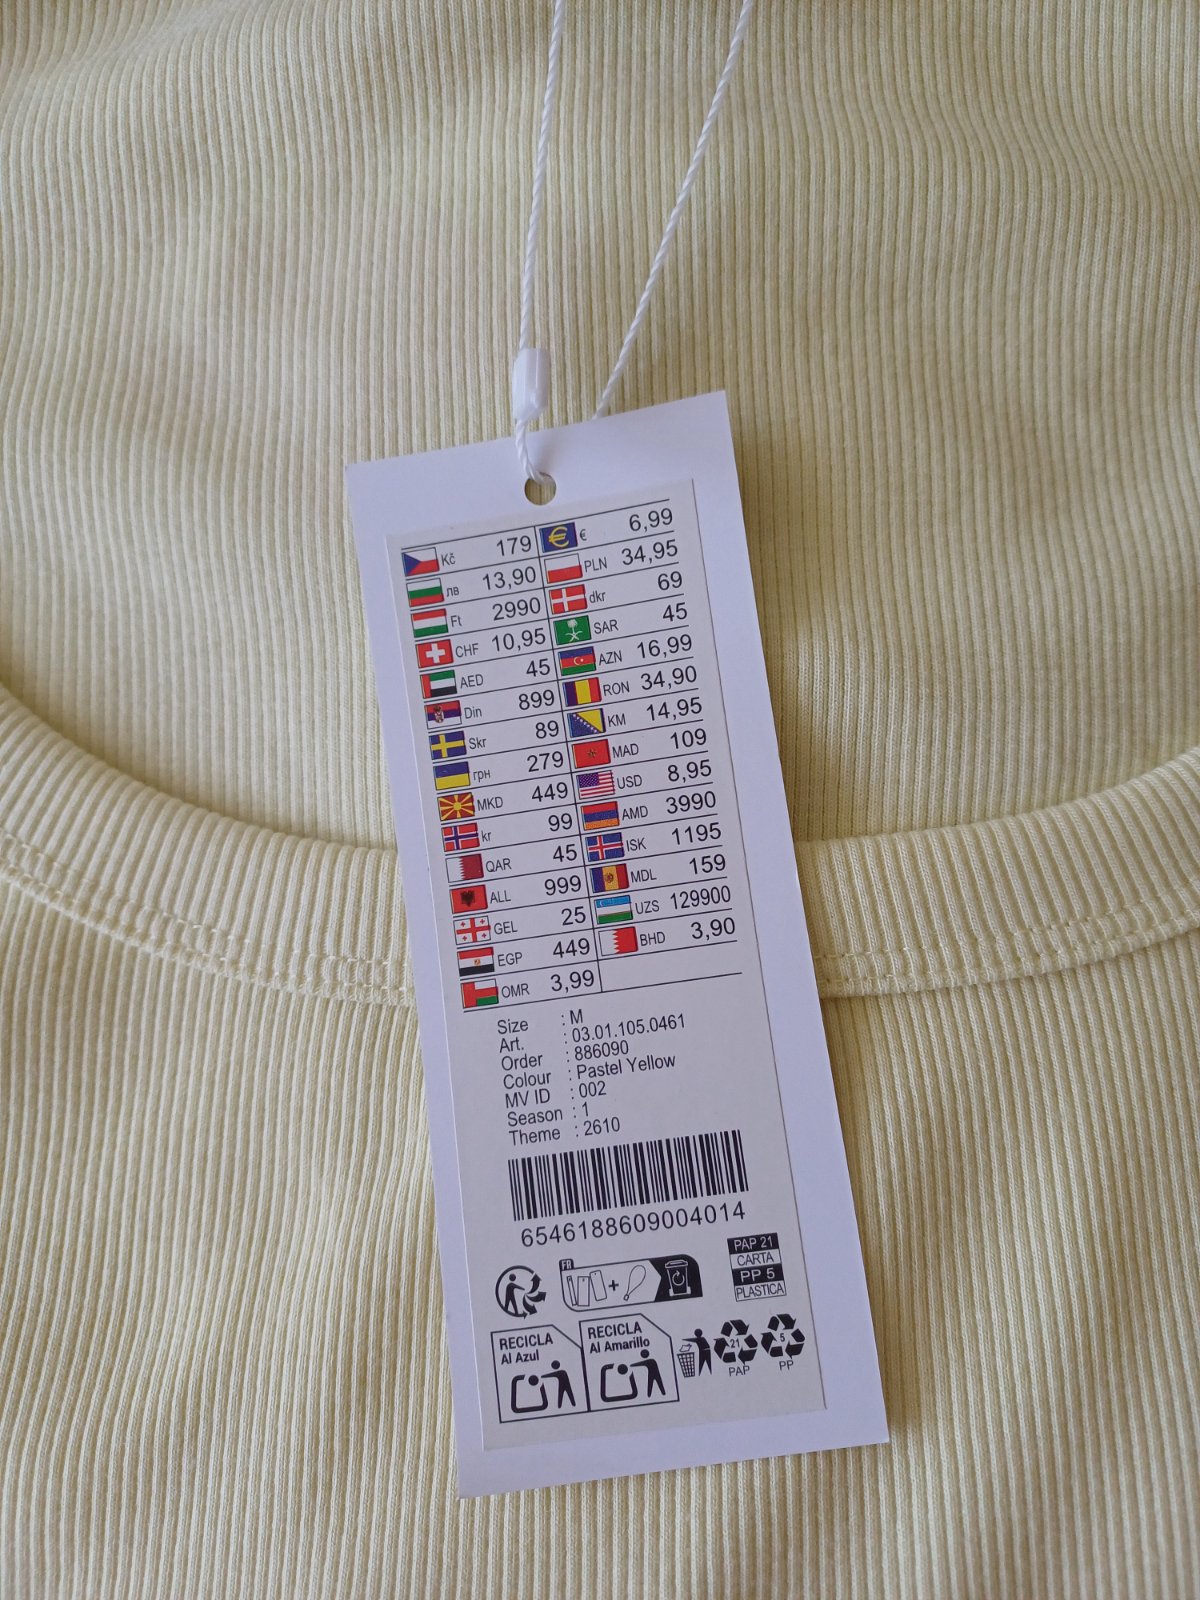 Kč 179 € 6,99
лв 13,90 PLN 34,95
Ft 2990 dkr 69
CHF 10,95 SAR 45
AED 45 AZN 16,99
Din 899 RON 34,90
Skr 89 KM 14,95
грн 279 MAD 109
MKD 449 USD 8,95
kr 99 AMD 3990
QAR 45 ISK 1195
ALL 999 MDL 159
GEL 25 UZS 129900
EGP 449 BHD 3,90
OMR 3,99
Size : M
Art. : 03.01.105.0461
Order : 886090
Colour : Pastel Yellow
MV ID : 002
Season : 1
Theme : 2610
6546188609004014
FR
+
PAP 21
CARTA
PP 5
PLASTICA
RECICLA
Al Azul
RECICLA
Al Amarillo
21
PAP
5
PP